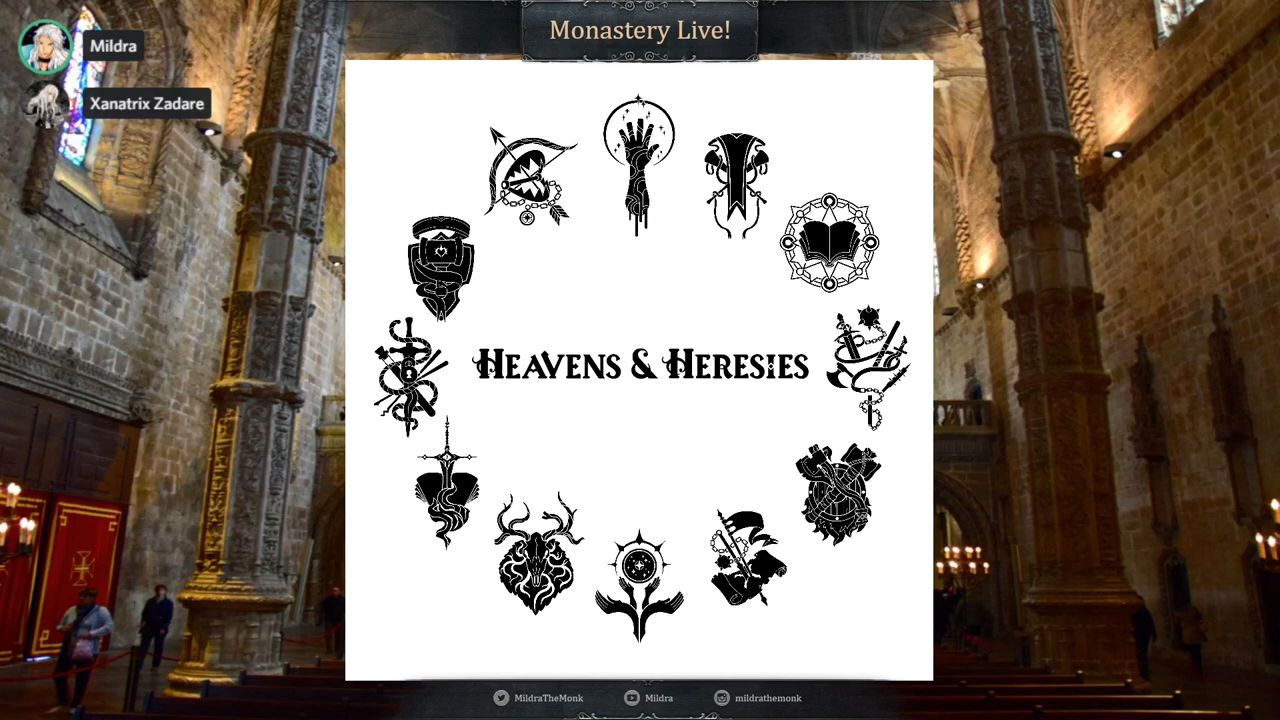 Monastery Live!
Mildra
Xanatrix Zadare
HEAVENS & HERESIES
MildraTheMonk
Mildra
mildrathemonk